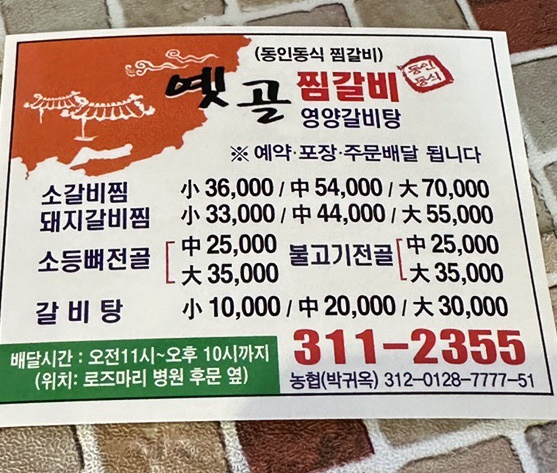 (동인동식 찜갈비)
옛골 찜갈비 동인동식
영양갈비탕
※ 예약·포장·주문배달 됩니다
소갈비찜 小 36,000 / 中 54,000 / 大 70,000
돼지갈비찜 小 33,000 / 中 44,000 / 大 55,000
소등뼈전골 中 25,000 불고기전골 中 25,000
大 35,000 大 35,000
갈비탕 小 10,000 / 中 20,000 / 大 30,000
배달시간 : 오전11시~오후 10시까지 311-2355
(위치: 로즈마리 병원 후문 옆) 농협(박귀옥) 312-0128-7777-51